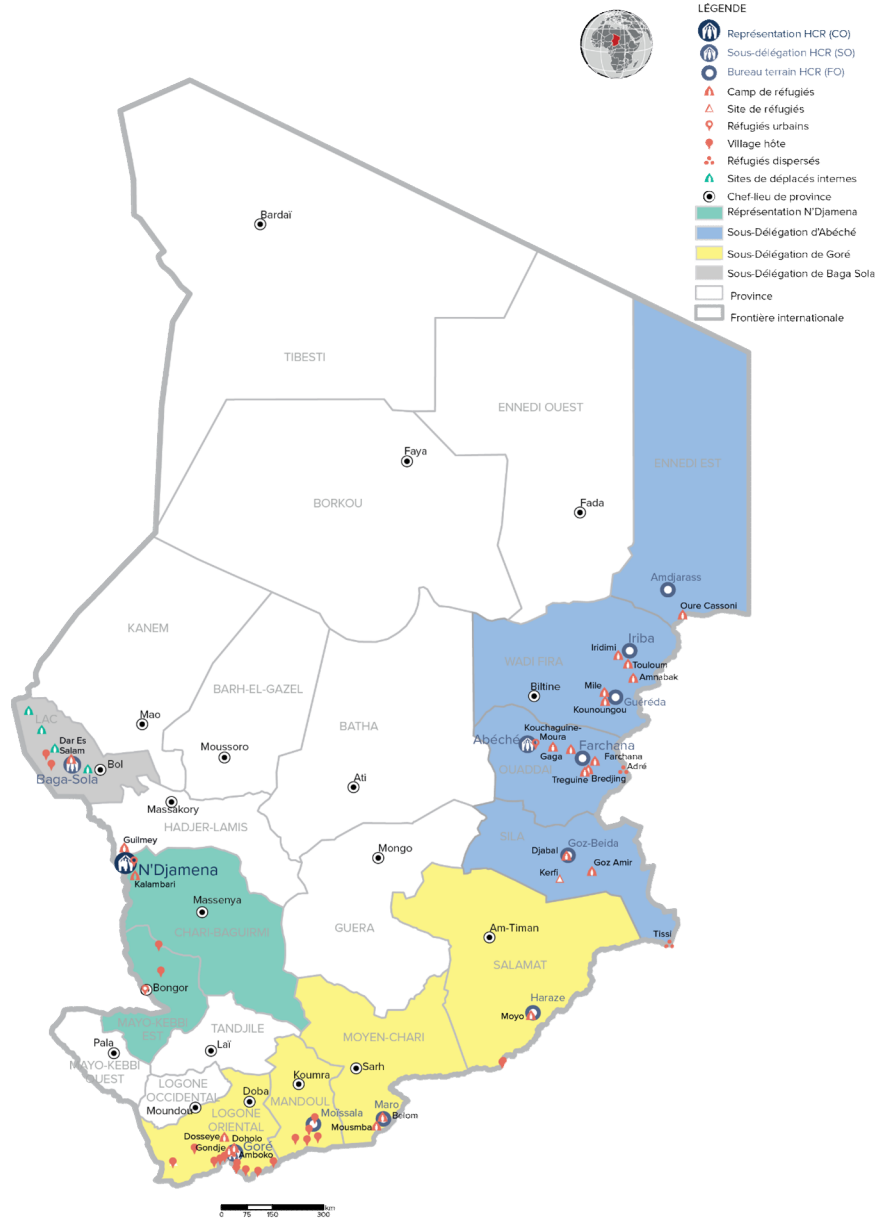 LÉGENDE
Représentation HCR (CO)
Sous-délégation HCR (SO)
Bureau terrain HCR (FO)
Camp de réfugiés
Site de réfugiés
Réfugiés urbains
Village hôte
Réfugiés dispersés
Sites de déplacés internes
Chef-lieu de province
Réprésentation N'Djamena
Sous-Délégation d'Abéché
Sous-Délégation de Goré
Sous-Délégation de Baga Sola
Province
Frontière internationale
Bardaï
TIBESTI
ENNEDI OUEST
Faya
ENNEDI EST
BORKOU
Fada
Amdjarass
Oure Cassoni
KANEM
Iriba
Iridimi
WADI FIRA
Touloum
Amnabak
BARH-EL-GAZEL
Biltine
Mile
Guéréda
Kounoungou
LAC
Mao
BATHA
Kouchaguine-
Moura
Dar Es
Salam
Moussoro
Abéché
Farchana
Gaga
Farchana
Bol
OUADDAI
Adré
Baga-Sola
Ati
Treguine
Bredjing
Massakory
HADJER-LAMIS
SILA
Guilmey
Mongo
Goz-Beida
Djabal
Goz Amir
N'Djamena
Kerfi
Kalambari
Massenya
CHARI-BAGUIRMI
GUERA
Am-Timan
Tissi
SALAMAT
Bongor
Haraze
Moyo
MAYO-KEBBI
EST
TANDJILE
MOYEN-CHARI
Pala
Laï
MAYO-KEBBI
OUEST
Sarh
LOGONE
OCCIDENTAL
Koumra
Doba
MANDOUL
Moundou
LOGONE
ORIENTAL
Moïssala
Maro
Belom
Mousmba
Dosseye
Doholo
Gondje
Goré
Amboko
0 75 150 300 km